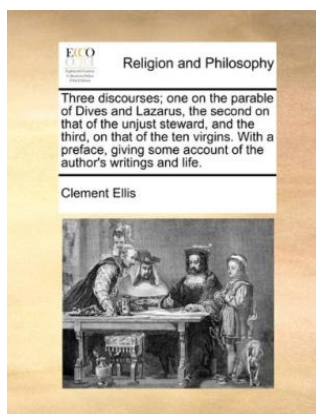 ECCO
Religion and Philosophy
Three discourses; one on the parable
of Dives and Lazarus, the second on
that of the unjust steward, and the
third, on that of the ten virgins. With a
preface, giving some account of the
author's writings and life.
Clement Ellis